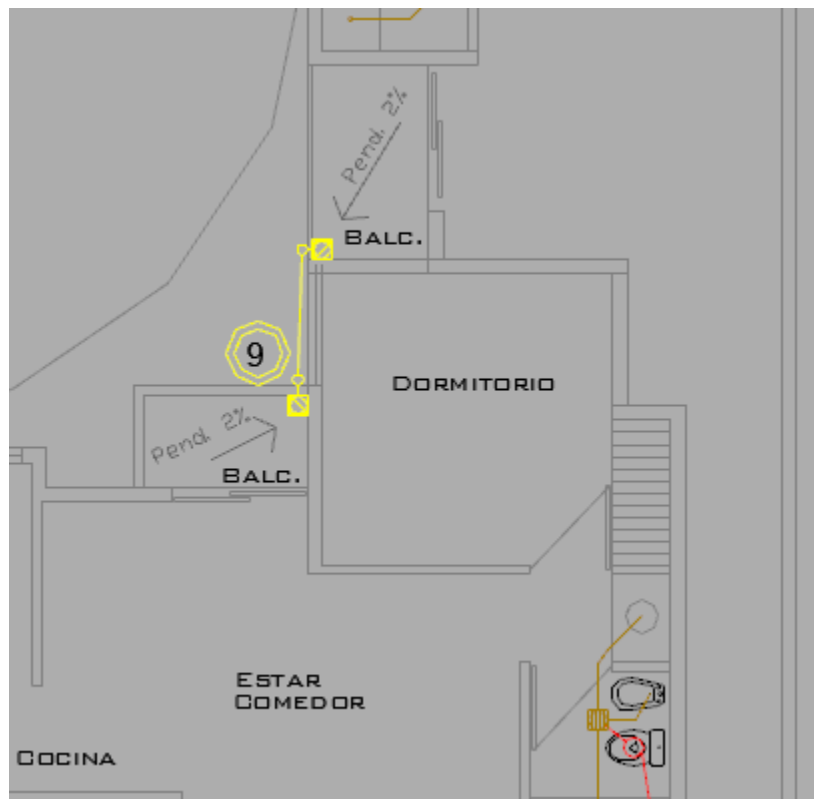 Pend. 2%
BALC.
9
DORMITORIO
Pend. 2%
BALC.
ESTAR
COMEDOR
COCINA